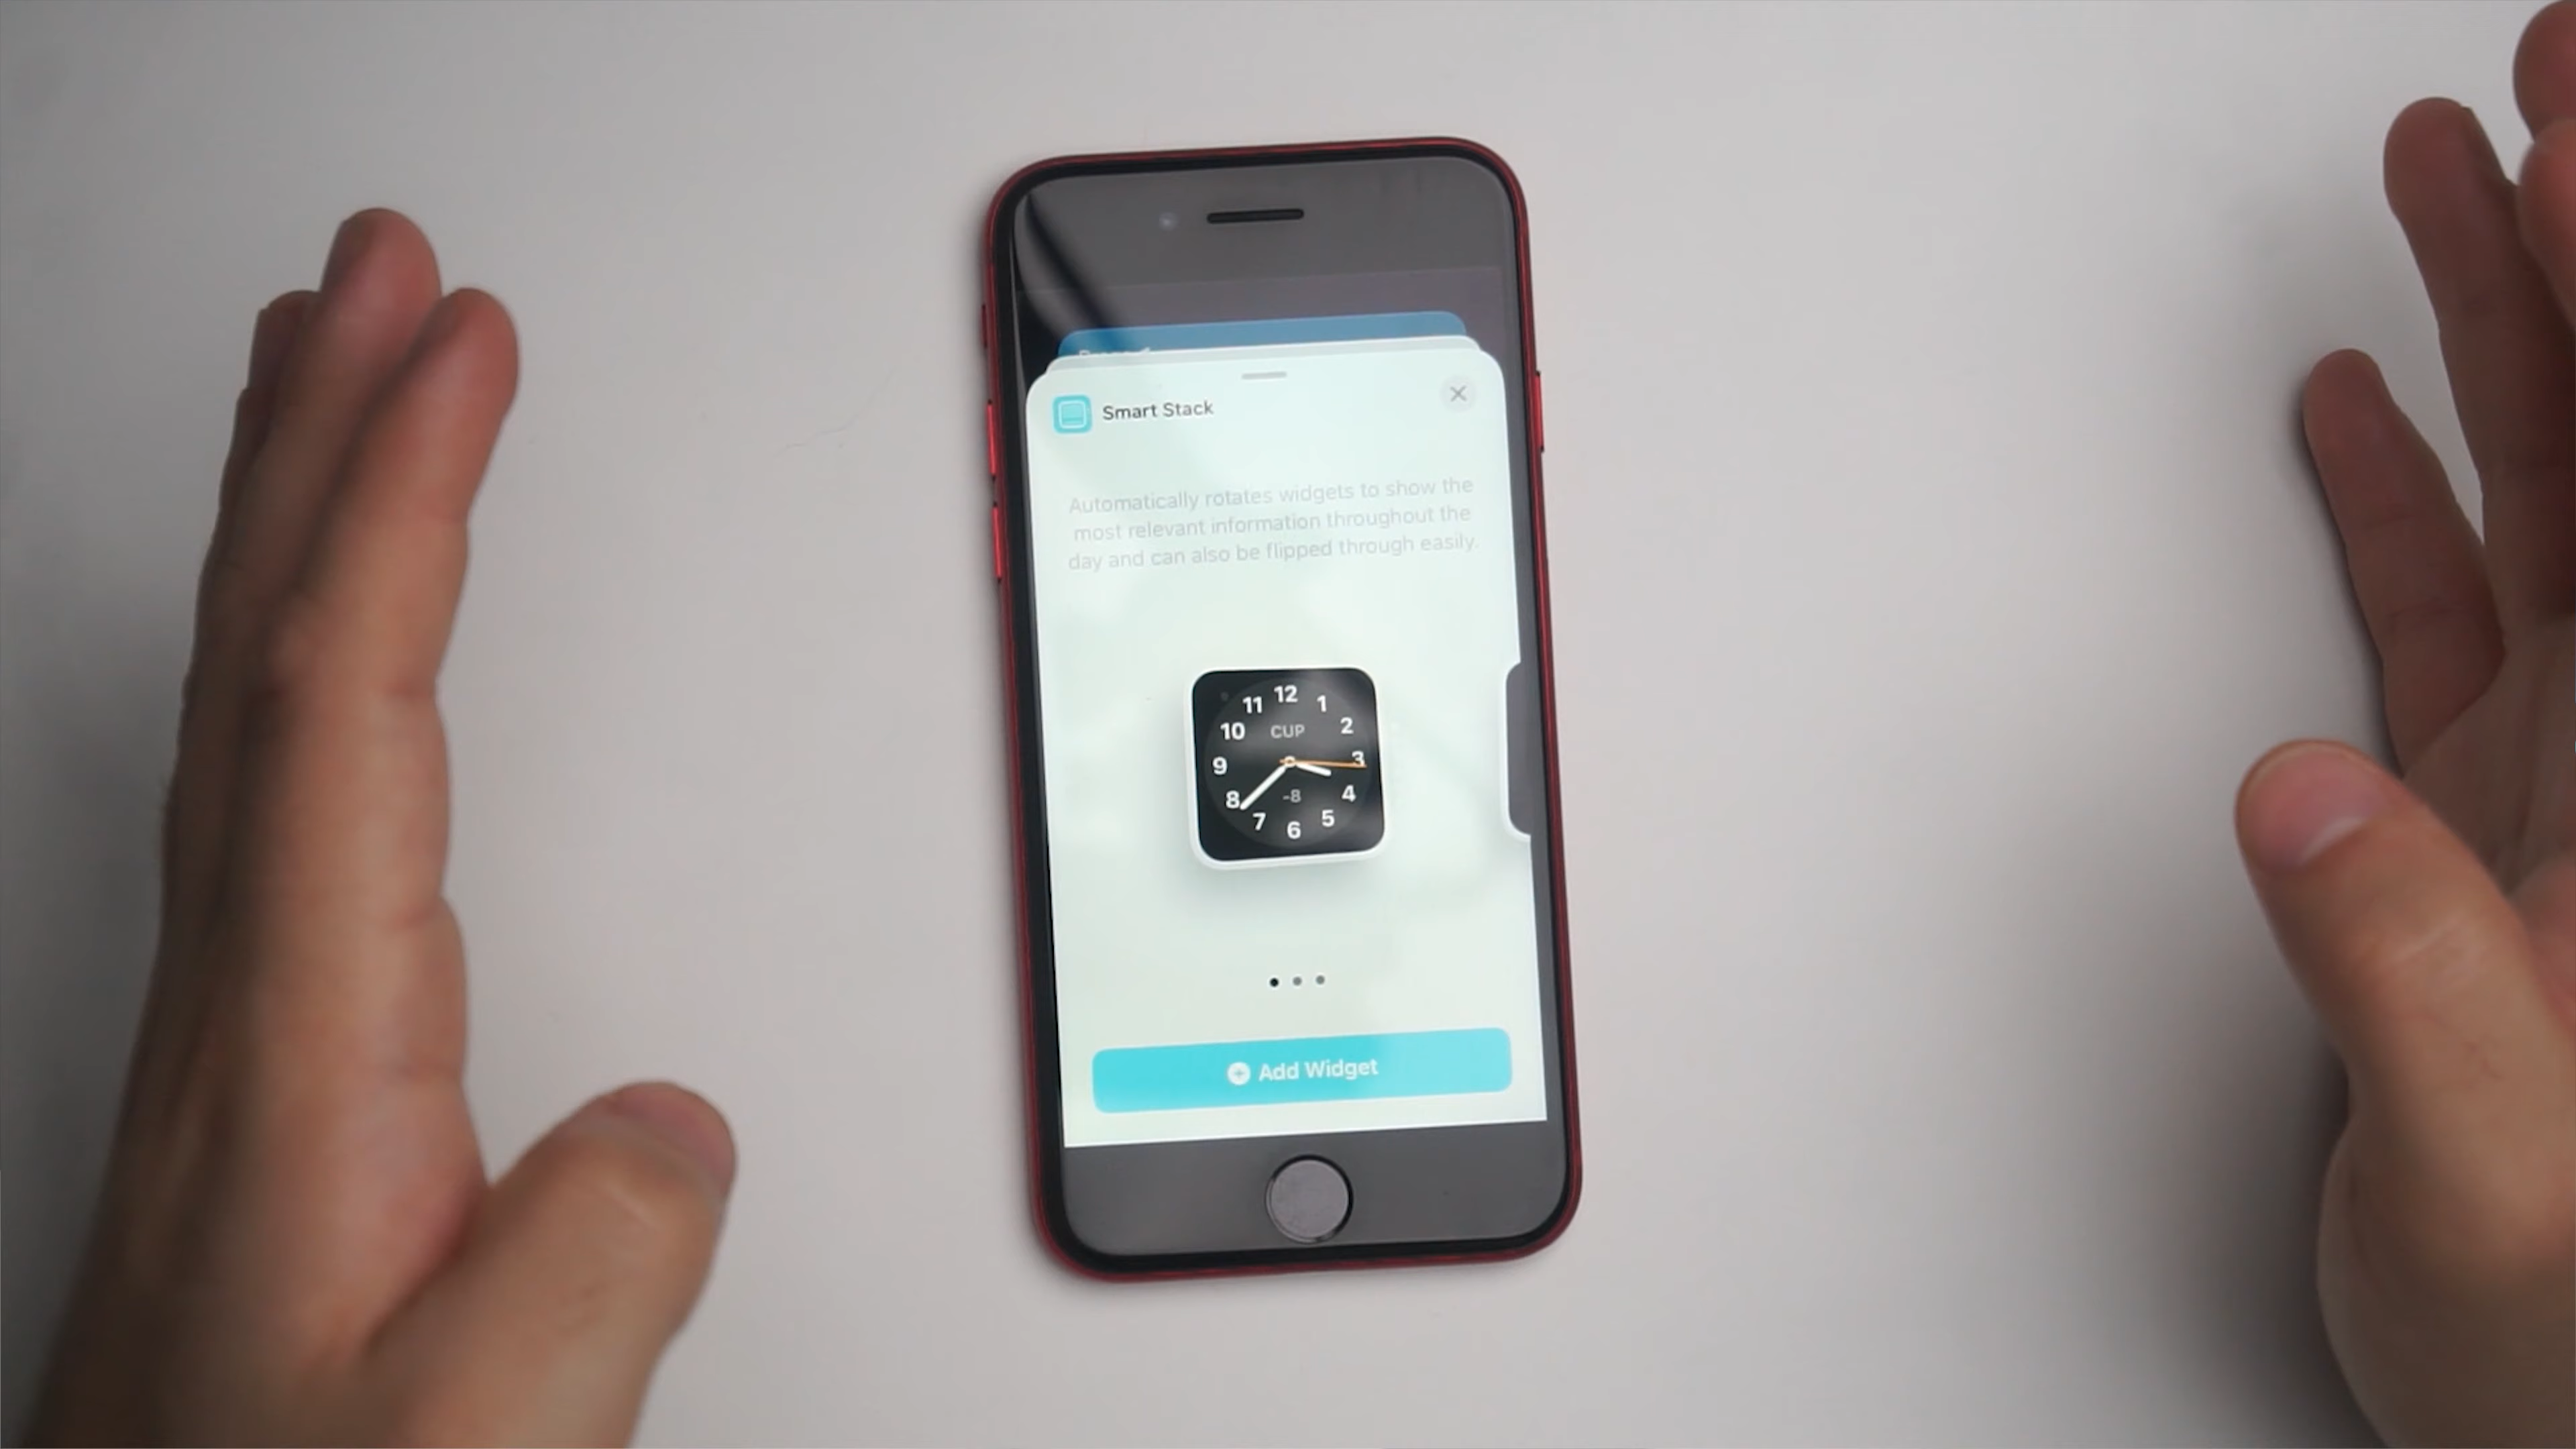 Smart Stack
Automatically rotates widgets to show the
most relevant information throughout the
day and can also be flipped through easily.
12
11 1
CUP
10 2
9 3
-8
8 4
7 5
6
Add Widget